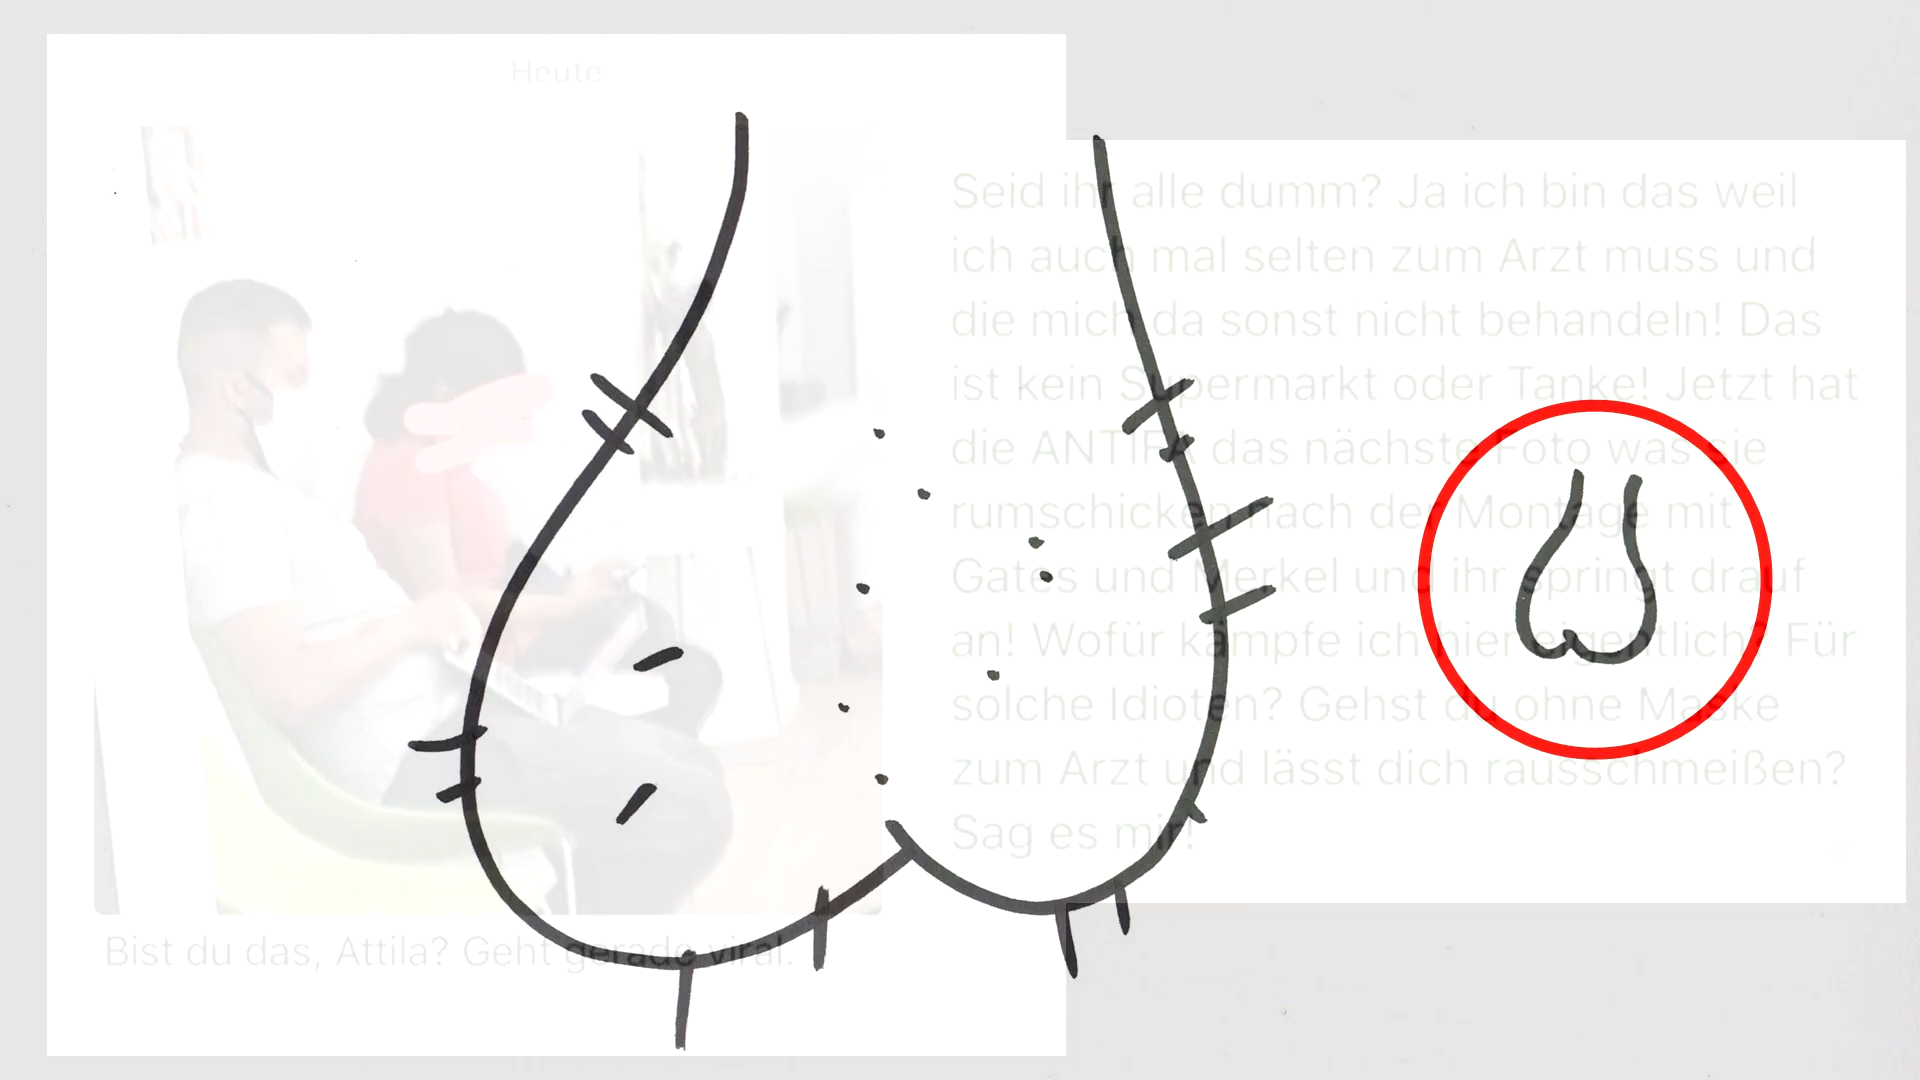 Heute
Seid ihr alle dumm? Ja ich bin das weil
ich auch mal selten zum Arzt muss und
die mich da sonst nicht behandeln! Das
ist kein Supermarkt oder Tanke! Jetzt hat
die ANTIFA das nächste Foto was sie
rumschicken nach der Montage mit
Gates und Merkel und ihr springt drauf
an! Wofür kämpfe ich hier eigentlich? Für
solche Idioten? Gehst du ohne Maske
zum Arzt und lässt dich rausschmeißen?
Sag es mir!
Bist du das, Attila? Geht gerade viral.